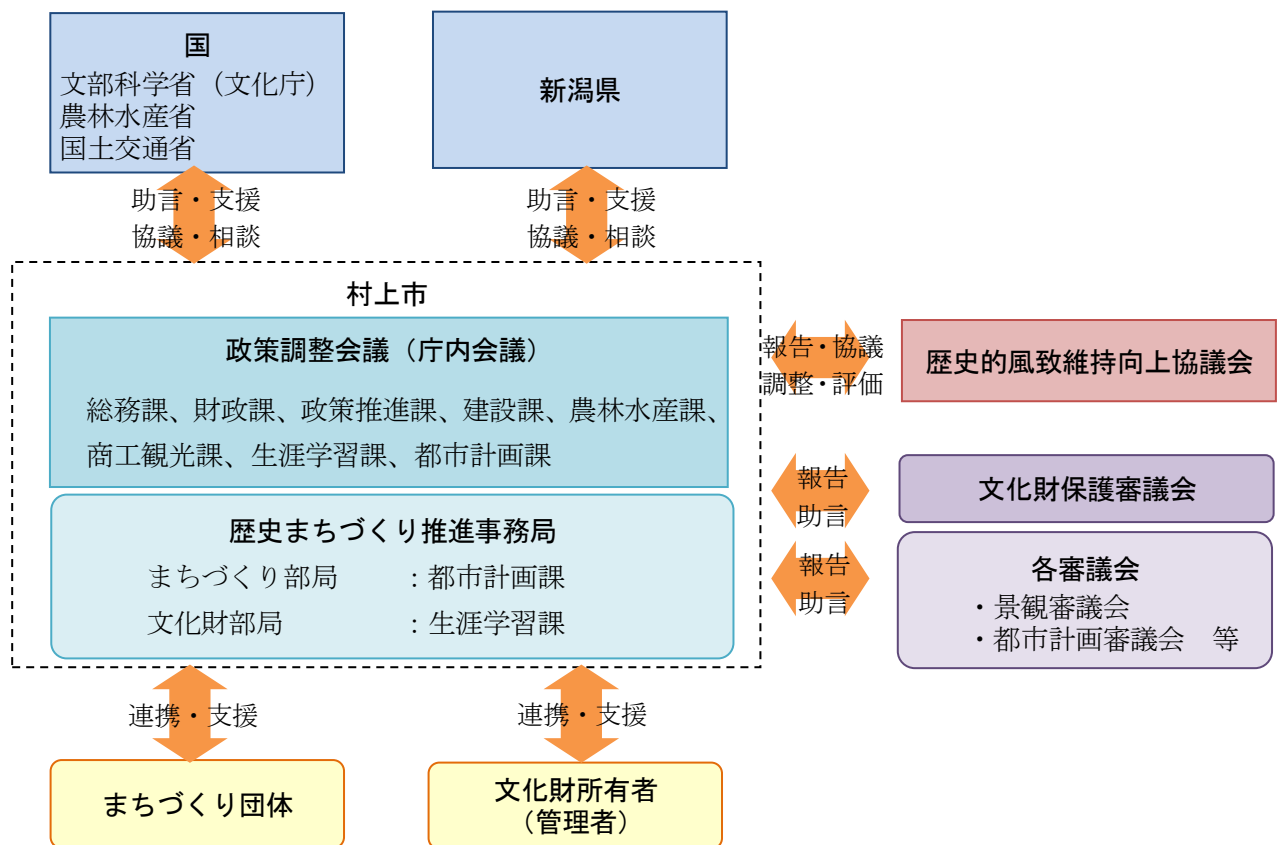 国
文部科学省（文化庁）
農林水産省
国土交通省
新潟県
助言・支援
協議・相談
助言・支援
協議・相談
村上市
政策調整会議（庁内会議）
総務課、財政課、政策推進課、建設課、農林水産課、
商工観光課、生涯学習課、都市計画課
歴史まちづくり推進事務局
まちづくり部局　　：都市計画課
文化財部局　　　　：生涯学習課
報告・協議
調整・評価
歴史的風致維持向上協議会
報告
助言
文化財保護審議会
報告
助言
各審議会
・景観審議会
・都市計画審議会　等
連携・支援
連携・支援
まちづくり団体
文化財所有者
（管理者）